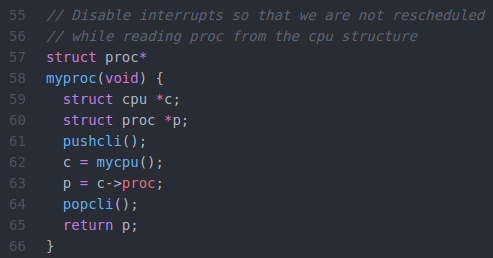 55 // Disable interrupts so that we are not rescheduled
56 // while reading proc from the cpu structure
57 struct proc*
58 myproc(void) {
59   struct cpu *c;
60   struct proc *p;
61   pushcli();
62   c = mycpu();
63   p = c->proc;
64   popcli();
65   return p;
66 }